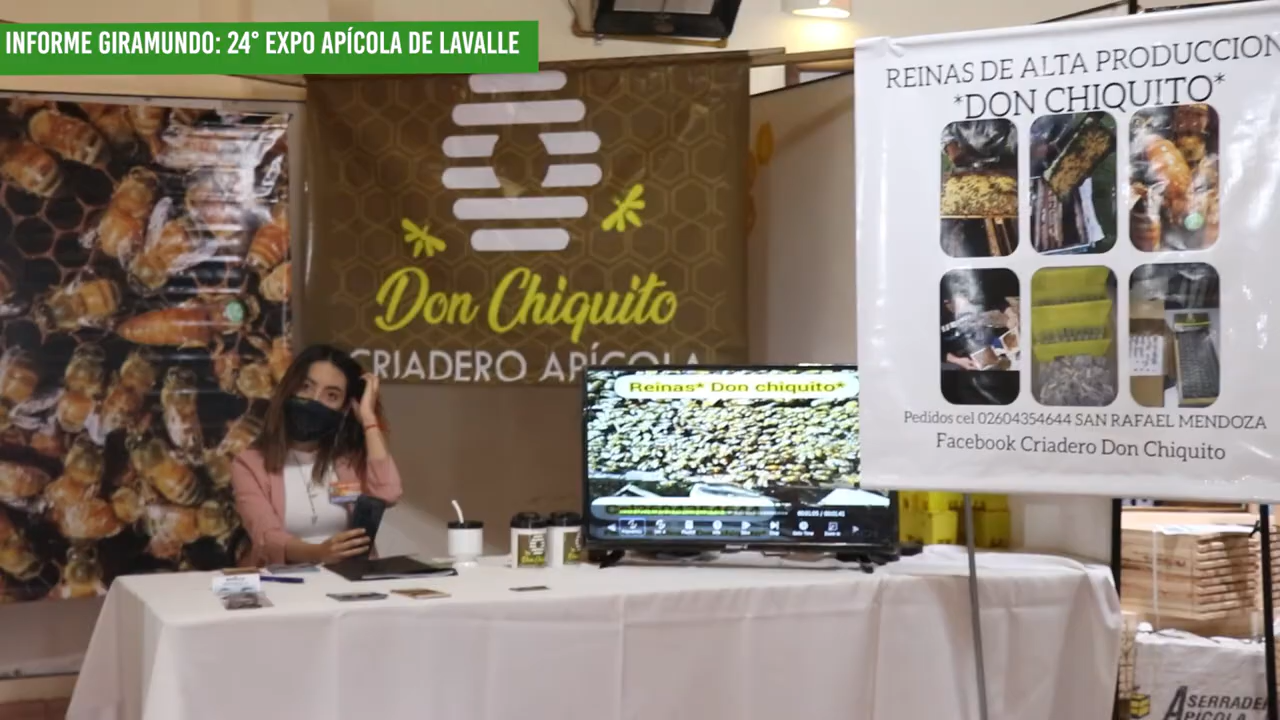 INFORME GIRAMUNDO: 24° EXPO APÍCOLA DE LAVALLE
Don Chiquito
CRIADERO APÍCOLA
Reinas* Don chiquito*
REINAS DE ALTA PRODUCCION
*DON CHIQUITO*
Pedidos cel 02604354644 SAN RAFAEL MENDOZA
Facebook Criadero Don Chiquito
ASERRADE
APICOLA